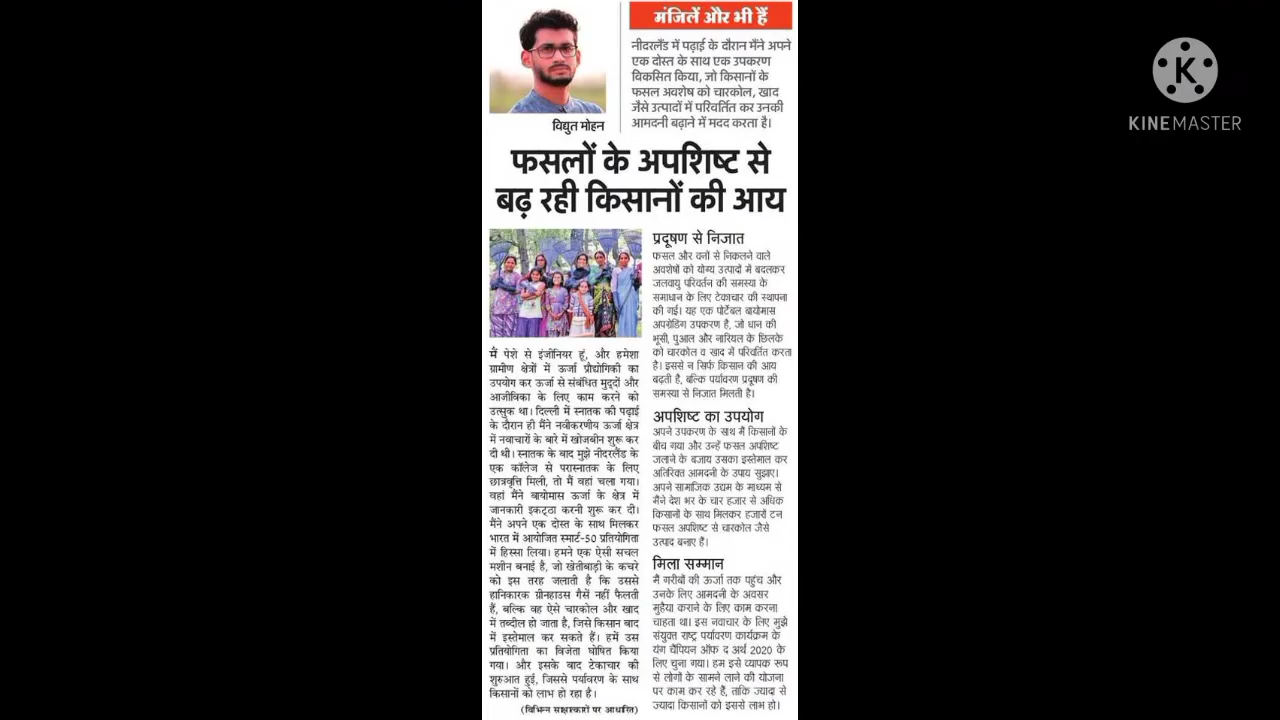 मंजिलें और भी हैं
नीदरलैंड में पढ़ाई के दौरान मैंने अपने
एक दोस्त के साथ एक उपकरण
विकसित किया, जो किसानों के
फसल अवशेष को चारकोल, खाद
जैसे उत्पादों में परिवर्तित कर उनकी
आमदनी बढ़ाने में मदद करता है।
विद्युत मोहन
फसलों के अपशिष्ट से
बढ़ रही किसानों की आय
मैं पेशे से इंजीनियर हूं, और हमेशा
ग्रामीण क्षेत्रों में ऊर्जा प्रौद्योगिकी का
उपयोग कर ऊर्जा से संबंधित मुद्दों और
आजीविका के लिए काम करने को
उत्सुक था। दिल्ली में स्नातक की पढ़ाई
के दौरान ही मैंने नवीकरणीय ऊर्जा क्षेत्र
में नवाचारों के बारे में खोजबीन शुरू कर
दी थी। स्नातक के बाद मुझे नीदरलैंड के
एक कॉलेज से परास्नातक के लिए
छात्रवृत्ति मिली, तो मैं वहां चला गया।
वहां मैंने बायोमास ऊर्जा के क्षेत्र में
जानकारी इकट्ठा करनी शुरू कर दी।
मैंने अपने एक दोस्त के साथ मिलकर
भारत में आयोजित स्मार्ट-50 प्रतियोगिता
में हिस्सा लिया। हमने एक ऐसी सचल
मशीन बनाई है, जो खेतीबाड़ी के कचरे
को इस तरह जलाती है कि उससे
हानिकारक ग्रीनहाउस गैसें नहीं फैलती
हैं, बल्कि वह ऐसे चारकोल और खाद
में तब्दील हो जाता है, जिसे किसान बाद
में इस्तेमाल कर सकते हैं। हमें उस
प्रतियोगिता का विजेता घोषित किया
गया। और इसके बाद टेकाचार की
शुरुआत हुई, जिससे पर्यावरण के साथ
किसानों को लाभ हो रहा है।
(विभिन्न साक्षात्कारों पर आधारित)
प्रदूषण से निजात
फसल और वनों से निकलने वाले
अवशेषों को योग्य उत्पादों में बदलकर
जलवायु परिवर्तन की समस्या के
समाधान के लिए टेकाचार की स्थापना
की गई। यह एक पोर्टेबल बायोमास
अपग्रेडिंग उपकरण है, जो धान की
भूसी, पुआल और नारियल के छिलके
को चारकोल व खाद में परिवर्तित करता
है। इससे न सिर्फ किसान की आय
बढ़ती है, बल्कि पर्यावरण प्रदूषण की
समस्या से निजात मिलती है।
अपशिष्ट का उपयोग
अपने उपकरण के साथ मैं किसानों के
बीच गया और उन्हें फसल अपशिष्ट
जलाने के बजाय उसका इस्तेमाल कर
अतिरिक्त आमदनी के उपाय सुझाए।
अपने सामाजिक उद्यम के माध्यम से
मैंने देश भर के चार हजार से अधिक
किसानों के साथ मिलकर हजारों टन
फसल अपशिष्ट से चारकोल जैसे
उत्पाद बनाए हैं।
मिला सम्मान
मैं गरीबों की ऊर्जा तक पहुंच और
उनके लिए आमदनी के अवसर
मुहैया कराने के लिए काम करना
चाहता था। इस नवाचार के लिए मुझे
संयुक्त राष्ट्र पर्यावरण कार्यक्रम के
यंग चैंपियन ऑफ द अर्थ 2020 के
लिए चुना गया। हम इसे व्यापक रूप
से लोगों के सामने लाने की योजना
पर काम कर रहे हैं, ताकि ज्यादा से
ज्यादा किसानों को इससे लाभ हो।
K
KINEMASTER